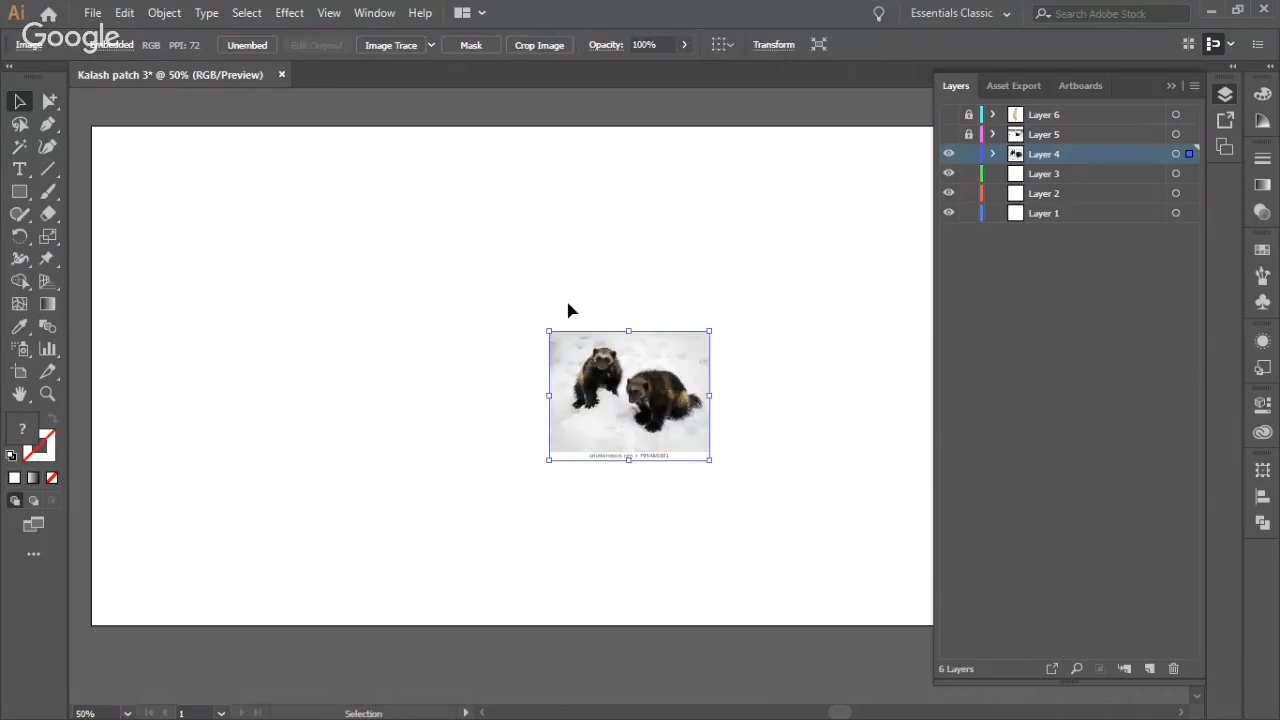 Ai File Edit Object Type Select Effect View Window Help Essentials Classic Search Adobe Stock
Google
Image Embedded RGB PPI: 72 Unembed Edit Original Image Trace Mask Crop Image Opacity: 100% Transform
Kalash patch 3* @ 50% (RGB/Preview)
Layers Asset Export Artboards
Layer 6
Layer 5
Layer 4
Layer 3
Layer 2
Layer 1
?
6 Layers
50% 1 Selection